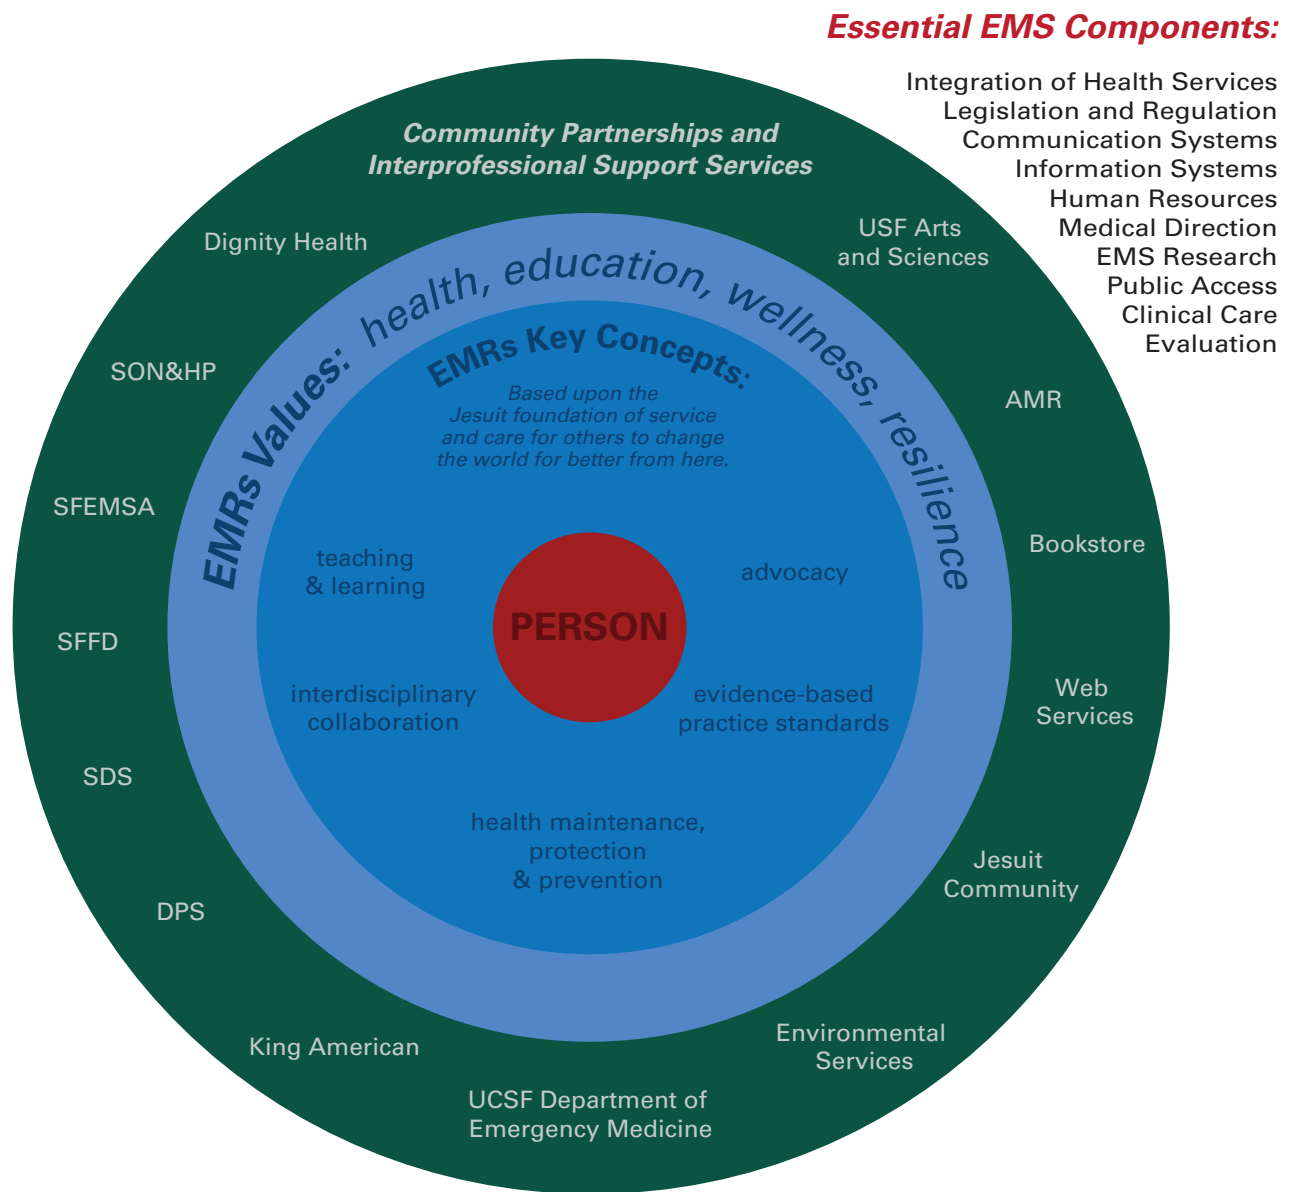 Essential EMS Components:
Integration of Health Services
Legislation and Regulation
Communication Systems
Information Systems
Human Resources
Medical Direction
EMS Research
Public Access
Clinical Care
Evaluation
Community Partnerships and
Interprofessional Support Services
Dignity Health
SON&HP
SFEMSA
SFFD
SDS
DPS
King American
UCSF Department of
Emergency Medicine
Environmental
Services
Jesuit
Community
Web
Services
Bookstore
AMR
USF Arts
and Sciences
EMRs Values: health, education, wellness, resilience
EMRs Key Concepts:
Based upon the
Jesuit foundation of service
and care for others to change
the world for better from here.
teaching
& learning
advocacy
PERSON
interdisciplinary
collaboration
evidence-based
practice standards
health maintenance,
protection
& prevention